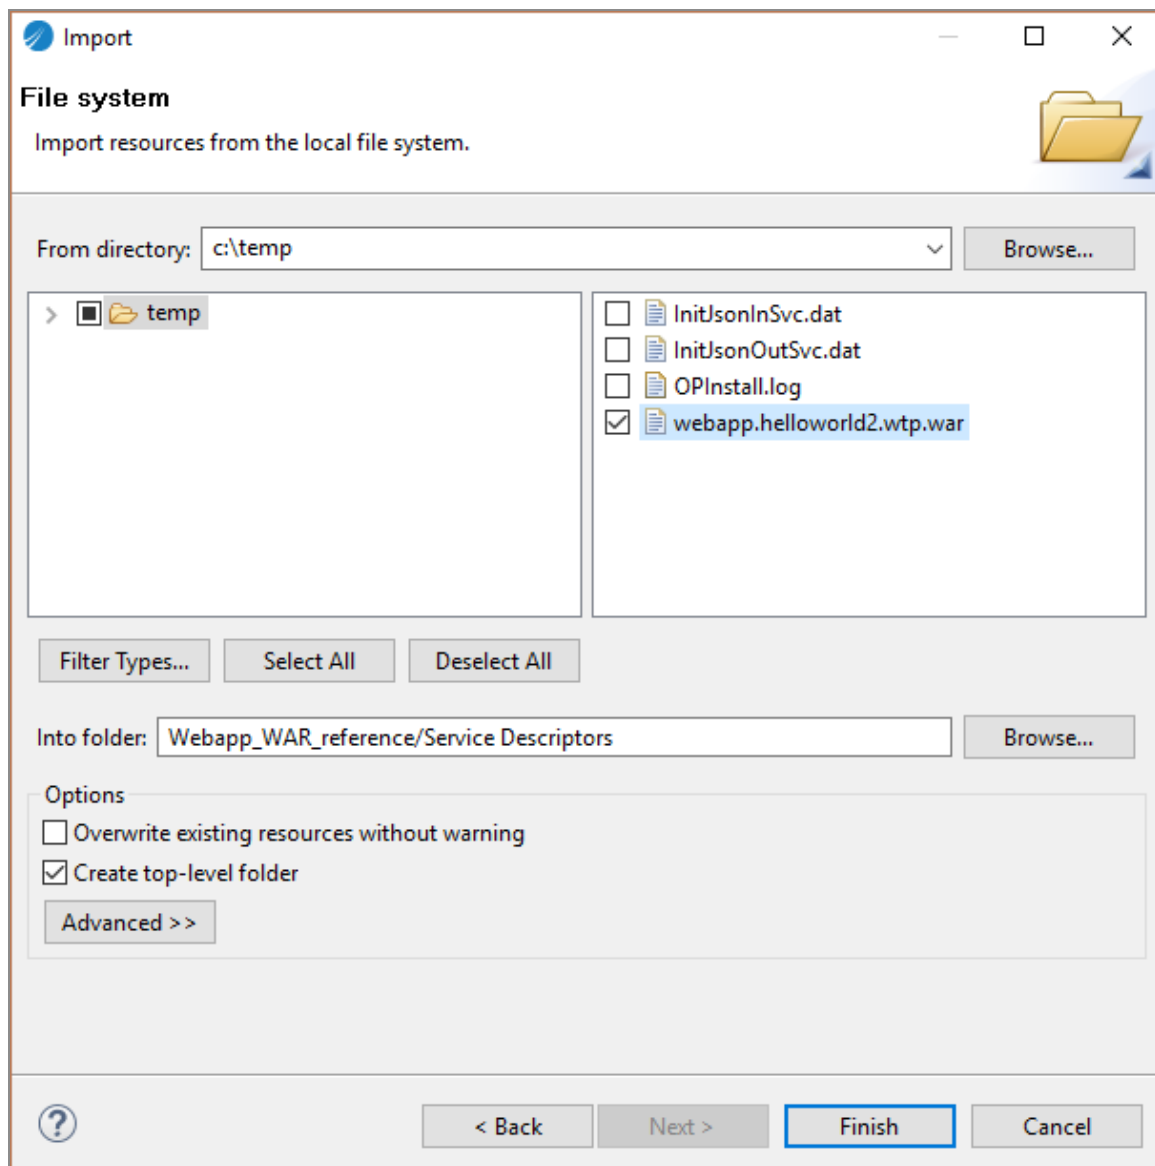 Import
File system
Import resources from the local file system.
From directory: c:\temp Browse...
temp
InitJsonInSvc.dat
InitJsonOutSvc.dat
OPInstall.log
webapp.helloworld2.wtp.war
Filter Types... Select All Deselect All
Into folder: Webapp_WAR_reference/Service Descriptors Browse...
Options
Overwrite existing resources without warning
Create top-level folder
Advanced >>
? < Back Next > Finish Cancel